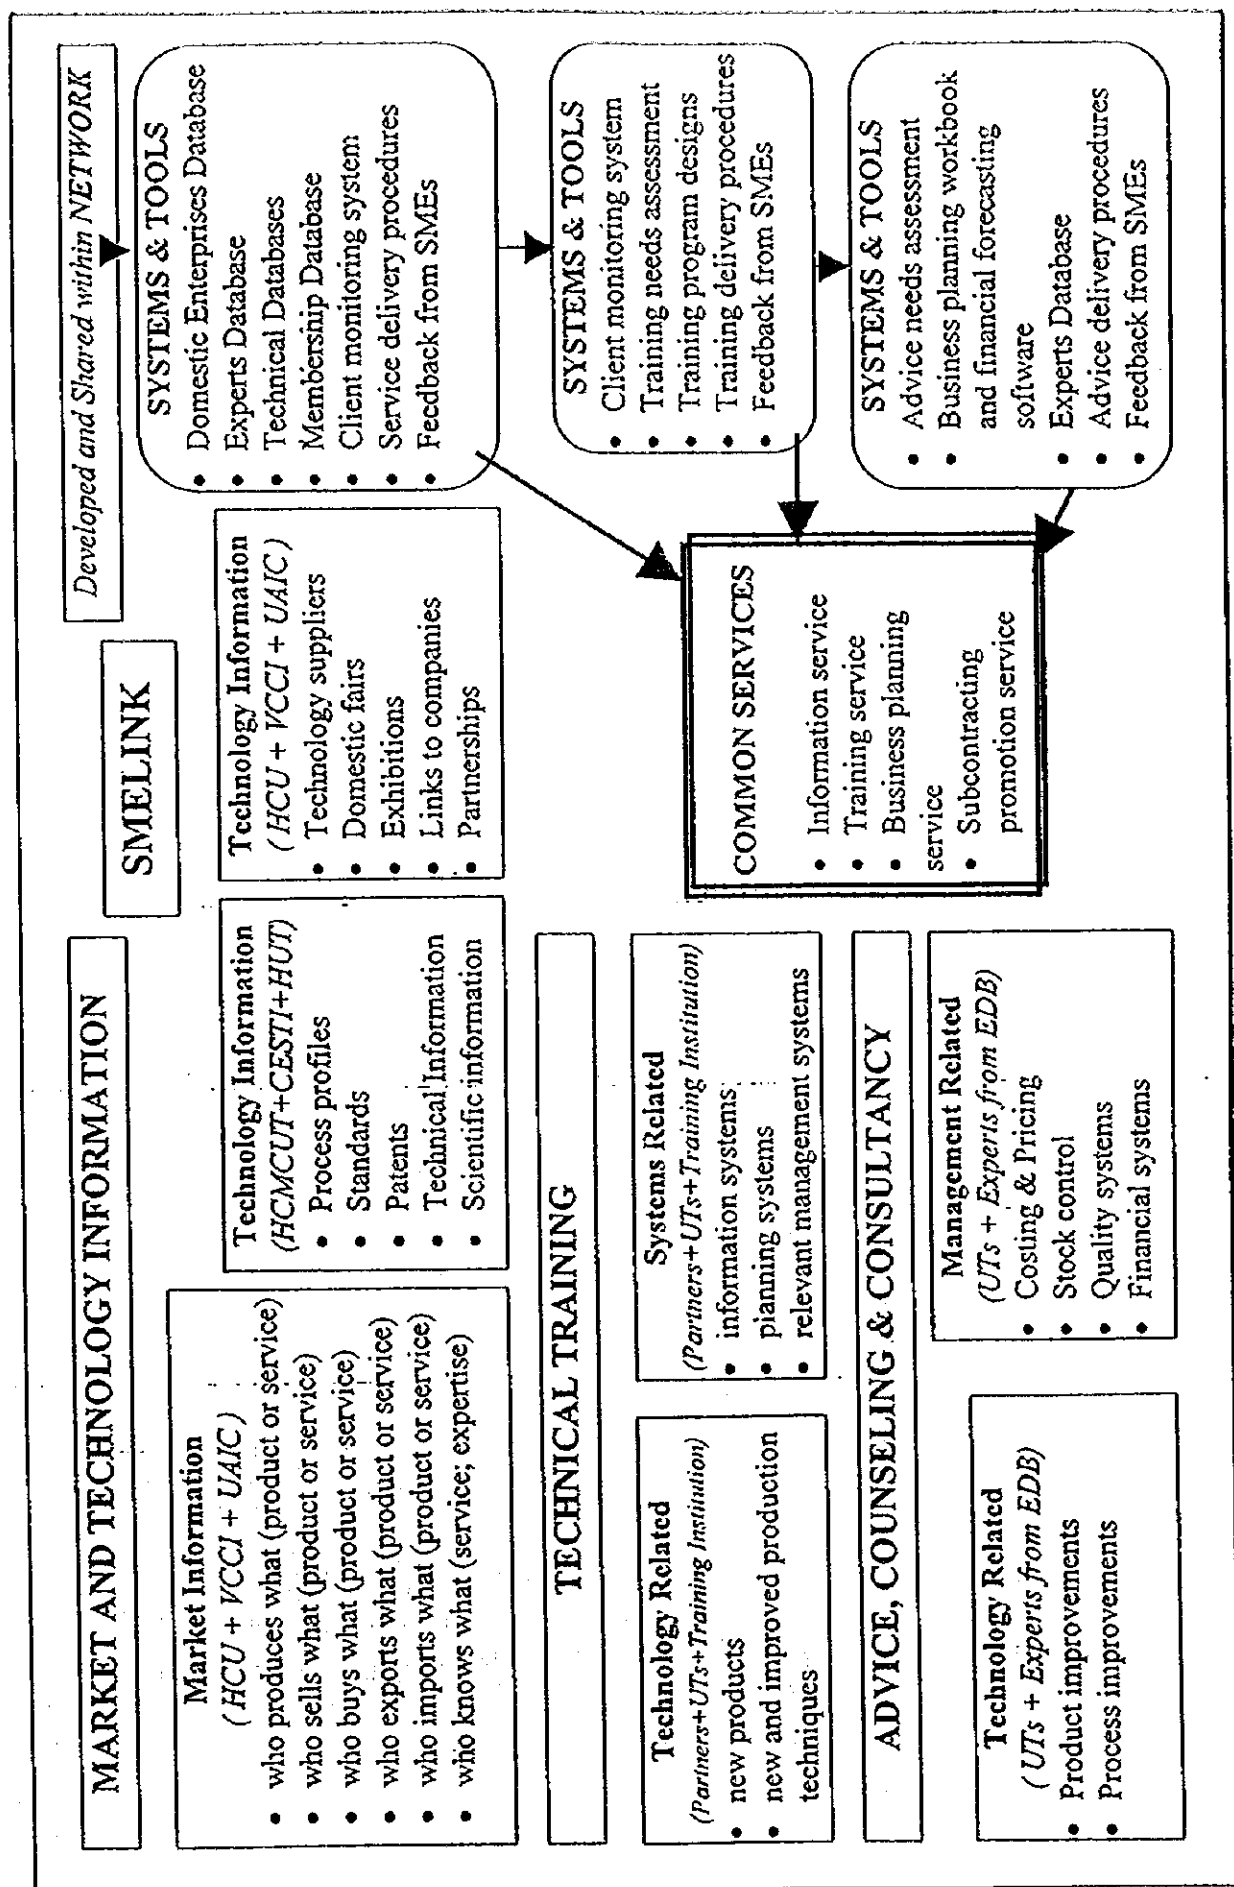 MARKET AND TECHNOLOGY INFORMATION
SMELINK
Developed and Shared within NETWORK
Market Information
(HCU + VCCI + UAIC)
• who produces what (product or service)
• who sells what (product or service)
• who buys what (product or service)
• who exports what (product or service)
• who imports what (product or service)
• who knows what (service; expertise)
Technology Information
(HCMCUT+CESTI+HUT)
• Process profiles
• Standards
• Patents
• Technical Information
• Scientific information
Technology Information
(HCU + VCCI + UAIC)
• Technology suppliers
• Domestic fairs
• Exhibitions
• Links to companies
• Partnerships
SYSTEMS & TOOLS
• Domestic Enterprises Database
• Experts Database
• Technical Databases
• Membership Database
• Client monitoring system
• Service delivery procedures
• Feedback from SMEs
TECHNICAL TRAINING
Technology Related
(Partners+UTs+Training Institution)
• new products
• new and improved production
techniques
Systems Related
(Partners+UTs+Training Institution)
• information systems
• planning systems
• relevant management systems
COMMON SERVICES
• Information service
• Training service
• Business planning
service
• Subcontracting
promotion service
SYSTEMS & TOOLS
• Client monitoring system
• Training needs assessment
• Training program designs
• Training delivery procedures
• Feedback from SMEs
ADVICE, COUNSELING & CONSULTANCY
Technology Related
(UTs + Experts from EDB)
• Product improvements
• Process improvements
Management Related
(UTs + Experts from EDB)
• Costing & Pricing
• Stock control
• Quality systems
• Financial systems
SYSTEMS & TOOLS
• Advice needs assessment
• Business planning workbook
and financial forecasting
software
• Experts Database
• Advice delivery procedures
• Feedback from SMEs